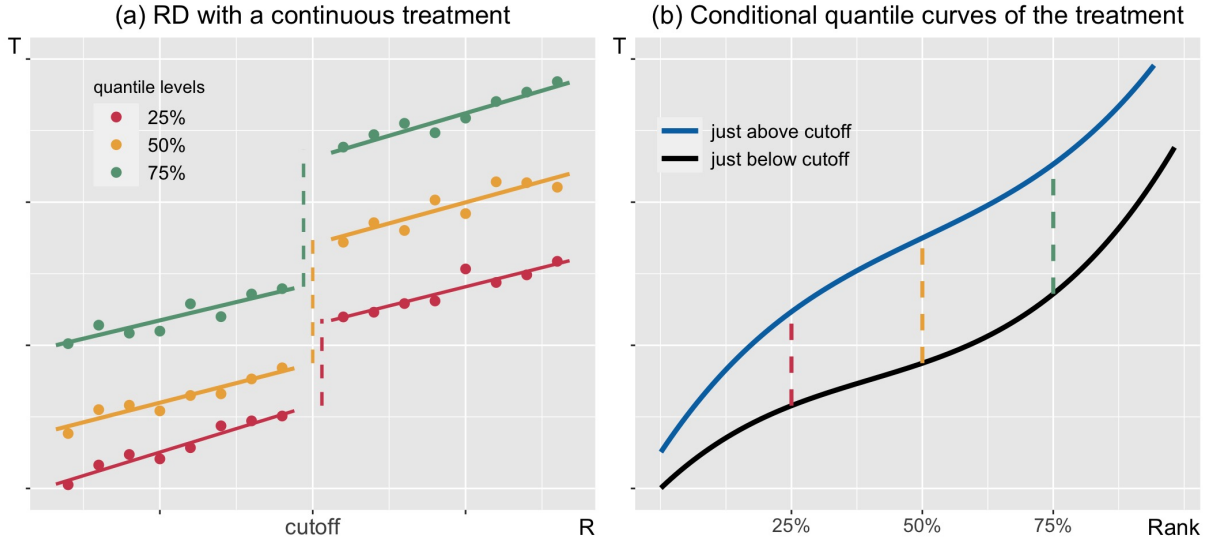 (a) RD with a continuous treatment
T
quantile levels
25%
50%
75%
cutoff
R
(b) Conditional quantile curves of the treatment
T
just above cutoff
just below cutoff
25%
50%
75%
Rank